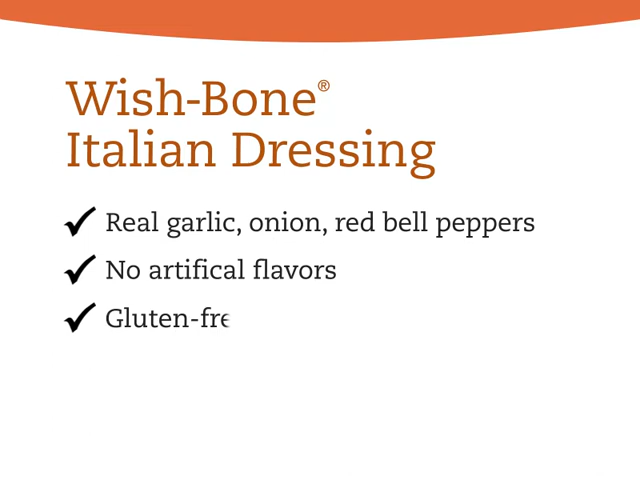 Wish-Bone®
Italian Dressing
Real garlic, onion, red bell peppers
No artifical flavors
Gluten-fre